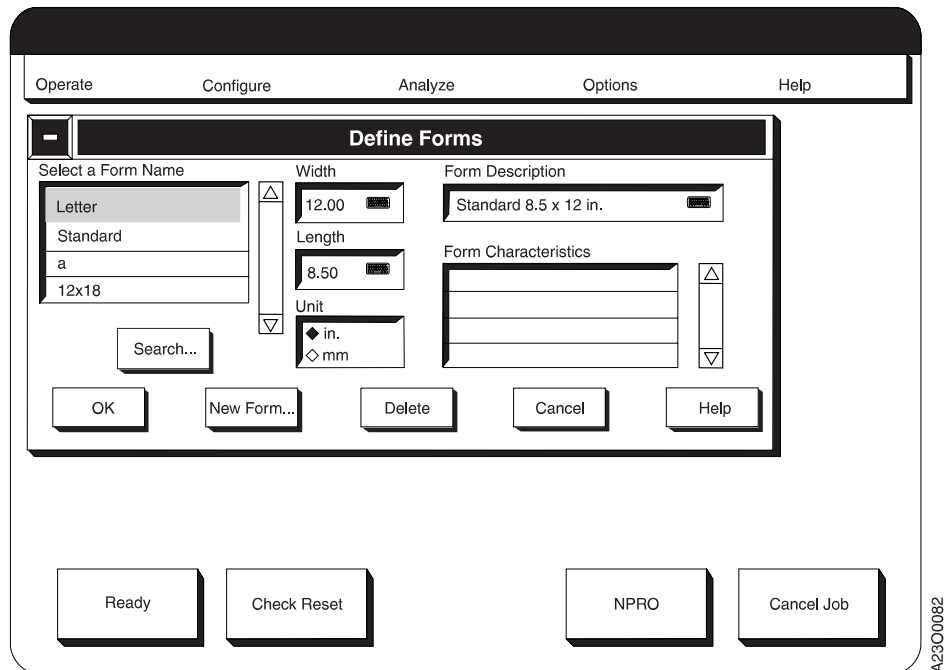 Operate Configure Analyze Options Help
Define Forms
Select a Form Name
Letter
Standard
a
12x18
Search...
Width
12.00
Length
8.50
Unit
in.
mm
Form Description
Standard 8.5 x 12 in.
Form Characteristics
OK New Form... Delete Cancel Help
Ready Check Reset NPRO Cancel Job
A23O0082